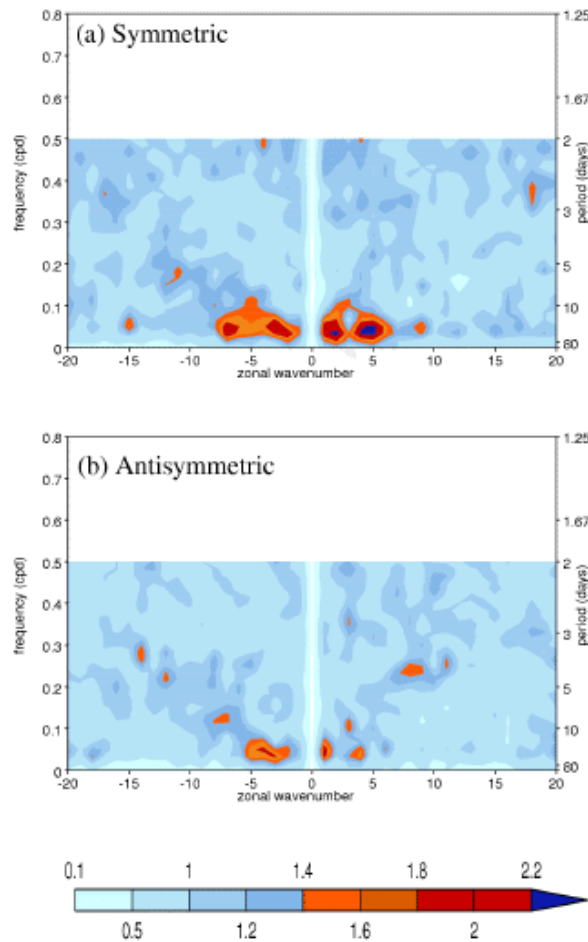 (a) Symmetric
0.8
0.7
0.6
0.5
0.4
0.3
0.2
0.1
0
frequency (cpd)
1.25
1.67
2
3
5
10
80
period (days)
-20 -15 -10 -5 0 5 10 15 20
zonal wavenumber
(b) Antisymmetric
0.8
0.7
0.6
0.5
0.4
0.3
0.2
0.1
0
frequency (cpd)
1.25
1.67
2
3
5
10
80
period (days)
-20 -15 -10 -5 0 5 10 15 20
zonal wavenumber
0.1 1 1.4 1.8 2.2
0.5 1.2 1.6 2